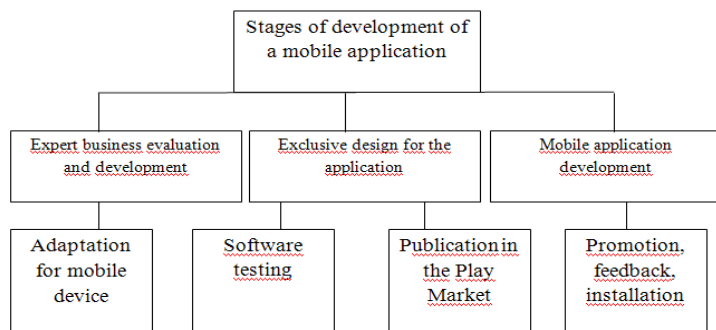 Stages of development of
a mobile application
Expert business evaluation
and development
Exclusive design for the
application
Mobile application
development
Adaptation
for mobile
device
Software
testing
Publication in
the Play
Market
Promotion,
feedback,
installation